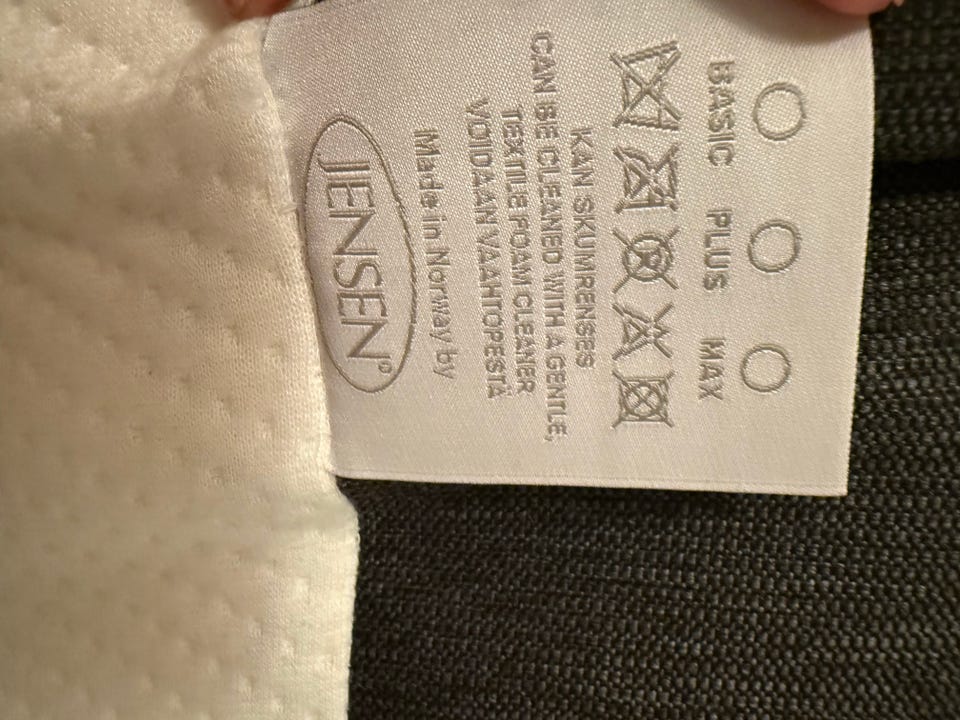 BASIC PLUS MAX
KAN SKUMRENSES
CAN BE CLEANED WITH A GENTLE,
TEXTILE FOAM CLEANER
VOIDAAN VAAHTOPESTÄ
Made in Norway by
JENSEN®